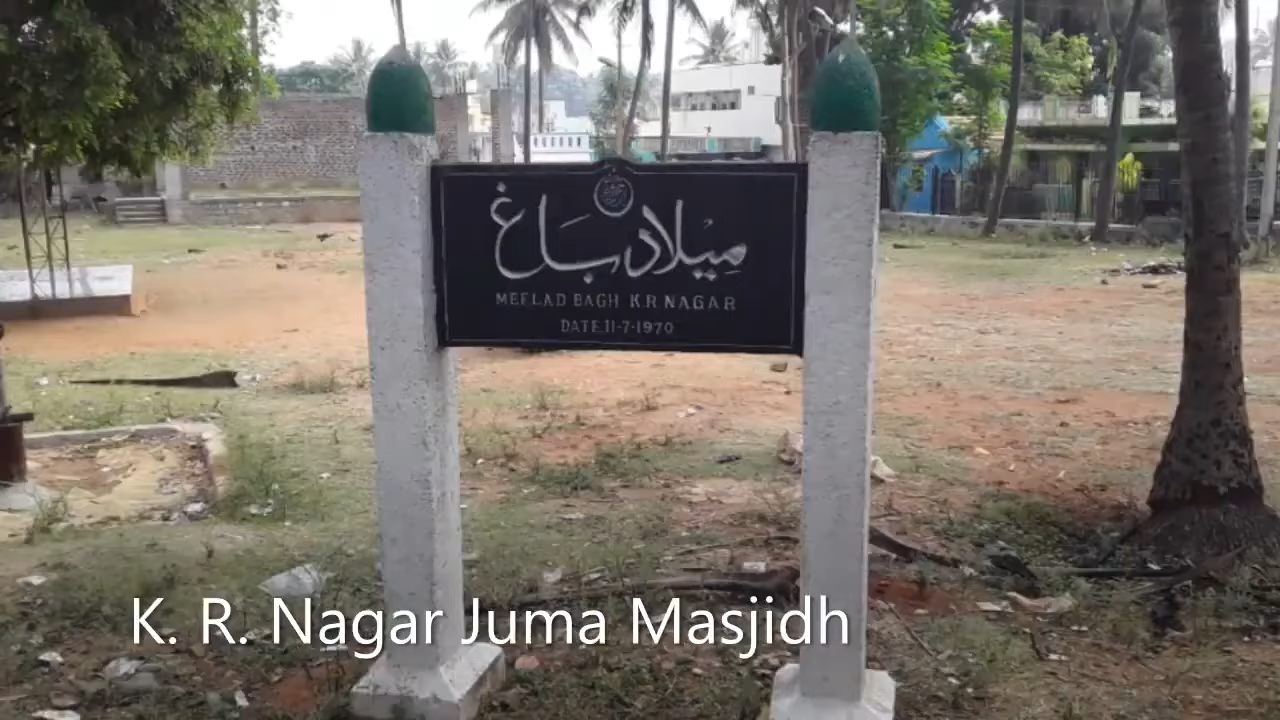 میلاد باغ
MEELAD BAGH K.R NAGAR
DATE.11-7-1970
K. R. Nagar Juma Masjidh